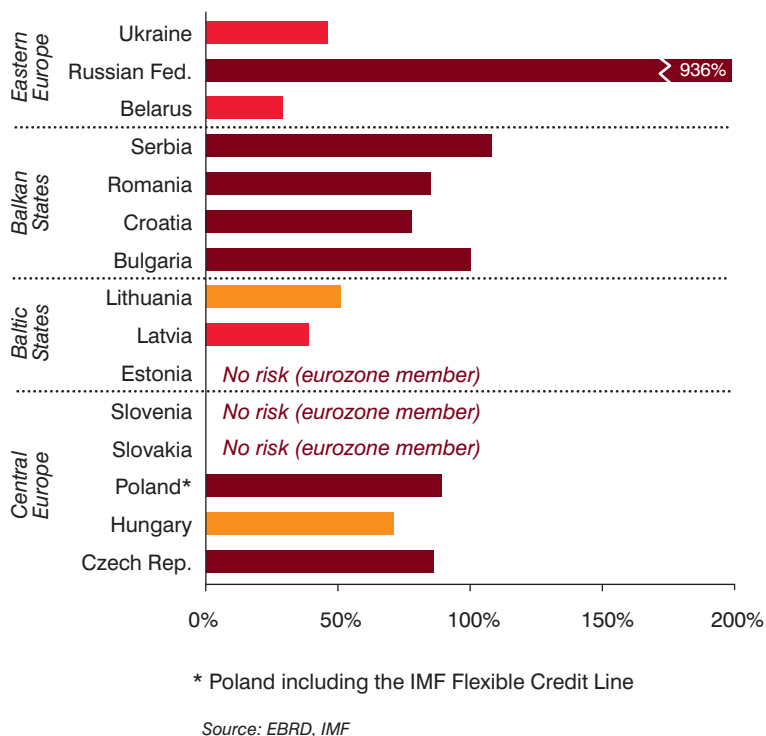 Eastern
Europe
Ukraine
Russian Fed.
936%
Belarus
Balkan
States
Serbia
Romania
Croatia
Bulgaria
Baltic
States
Lithuania
Latvia
Estonia
No risk (eurozone member)
Central
Europe
Slovenia
No risk (eurozone member)
Slovakia
No risk (eurozone member)
Poland*
Hungary
Czech Rep.
0% 50% 100% 150% 200%
* Poland including the IMF Flexible Credit Line
Source: EBRD, IMF